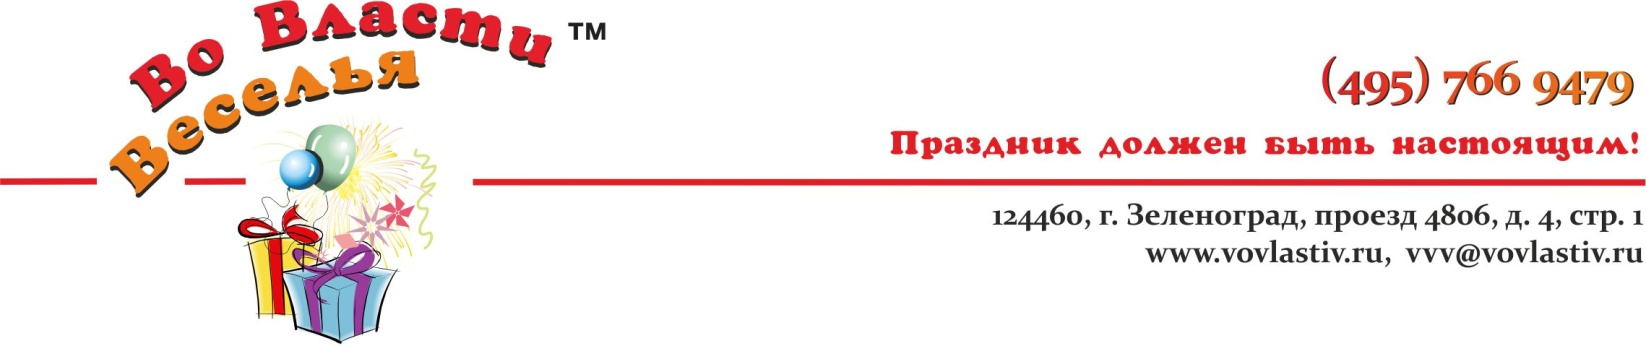 Во Власти ™
Веселья
(495) 766 9479
Праздник должен быть настоящим!
124460, г. Зеленоград, проезд 4806, д. 4, стр. 1
www.vovlastiv.ru, vvv@vovlastiv.ru